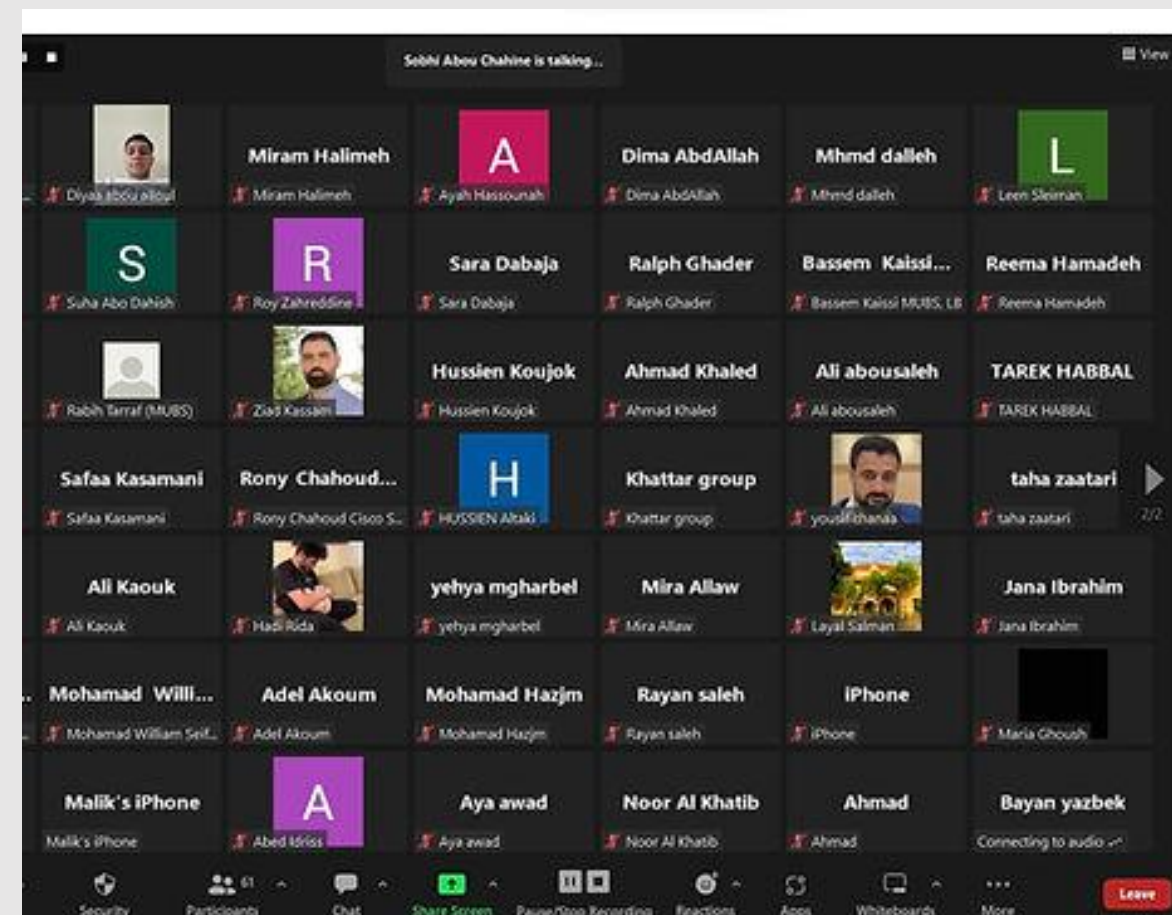 Sobhi Abou Chahine is talking...
View
Diyaa abou alloul
Miram Halimeh
Miram Halimeh
A
Ayah Hassounah
Dima AbdAllah
Dima AbdAllah
Mhmd dalleh
Mhmd dalleh
L
Leen Sleiman
S
Suha Abo Dahish
R
Roy Zahreddine
Sara Dabaja
Sara Dabaja
Ralph Ghader
Ralph Ghader
Bassem Kaissi...
Bassem Kaissi MUBS, LB
Reema Hamadeh
Reema Hamadeh
Rabih Tarraf (MUBS)
Ziad Kassam
Hussien Koujok
Hussien Koujok
Ahmad Khaled
Ahmad Khaled
Ali abousaleh
Ali abousaleh
TAREK HABBAL
TAREK HABBAL
Safaa Kasamani
Safaa Kasamani
Rony Chahoud...
Rony Chahoud Cisco S...
H
HUSSIEN Altaki
Khattar group
Khattar group
yousifithanaa
taha zaatari
taha zaatari
2/2
Ali Kaouk
Ali Kaouk
Hadi Rida
yehya mgharbel
yehya mgharbel
Mira Allaw
Mira Allaw
Layal Salman
Jana Ibrahim
Jana Ibrahim
Mohamad Willi...
Mohamad William Seif...
Adel Akoum
Adel Akoum
Mohamad Hazjm
Mohamad Hazjm
Rayan saleh
Rayan saleh
iPhone
iPhone
Maria Ghoush
Malik's iPhone
Malik's iPhone
A
Abed Idriss
Aya awad
Aya awad
Noor Al Khatib
Noor Al Khatib
Ahmad
Ahmad
Bayan yazbek
Connecting to audio
Security
Participants
61
Chat
Share Screen
Pause/Stop Recording
Reactions
Apps
Whiteboards
More
Leave